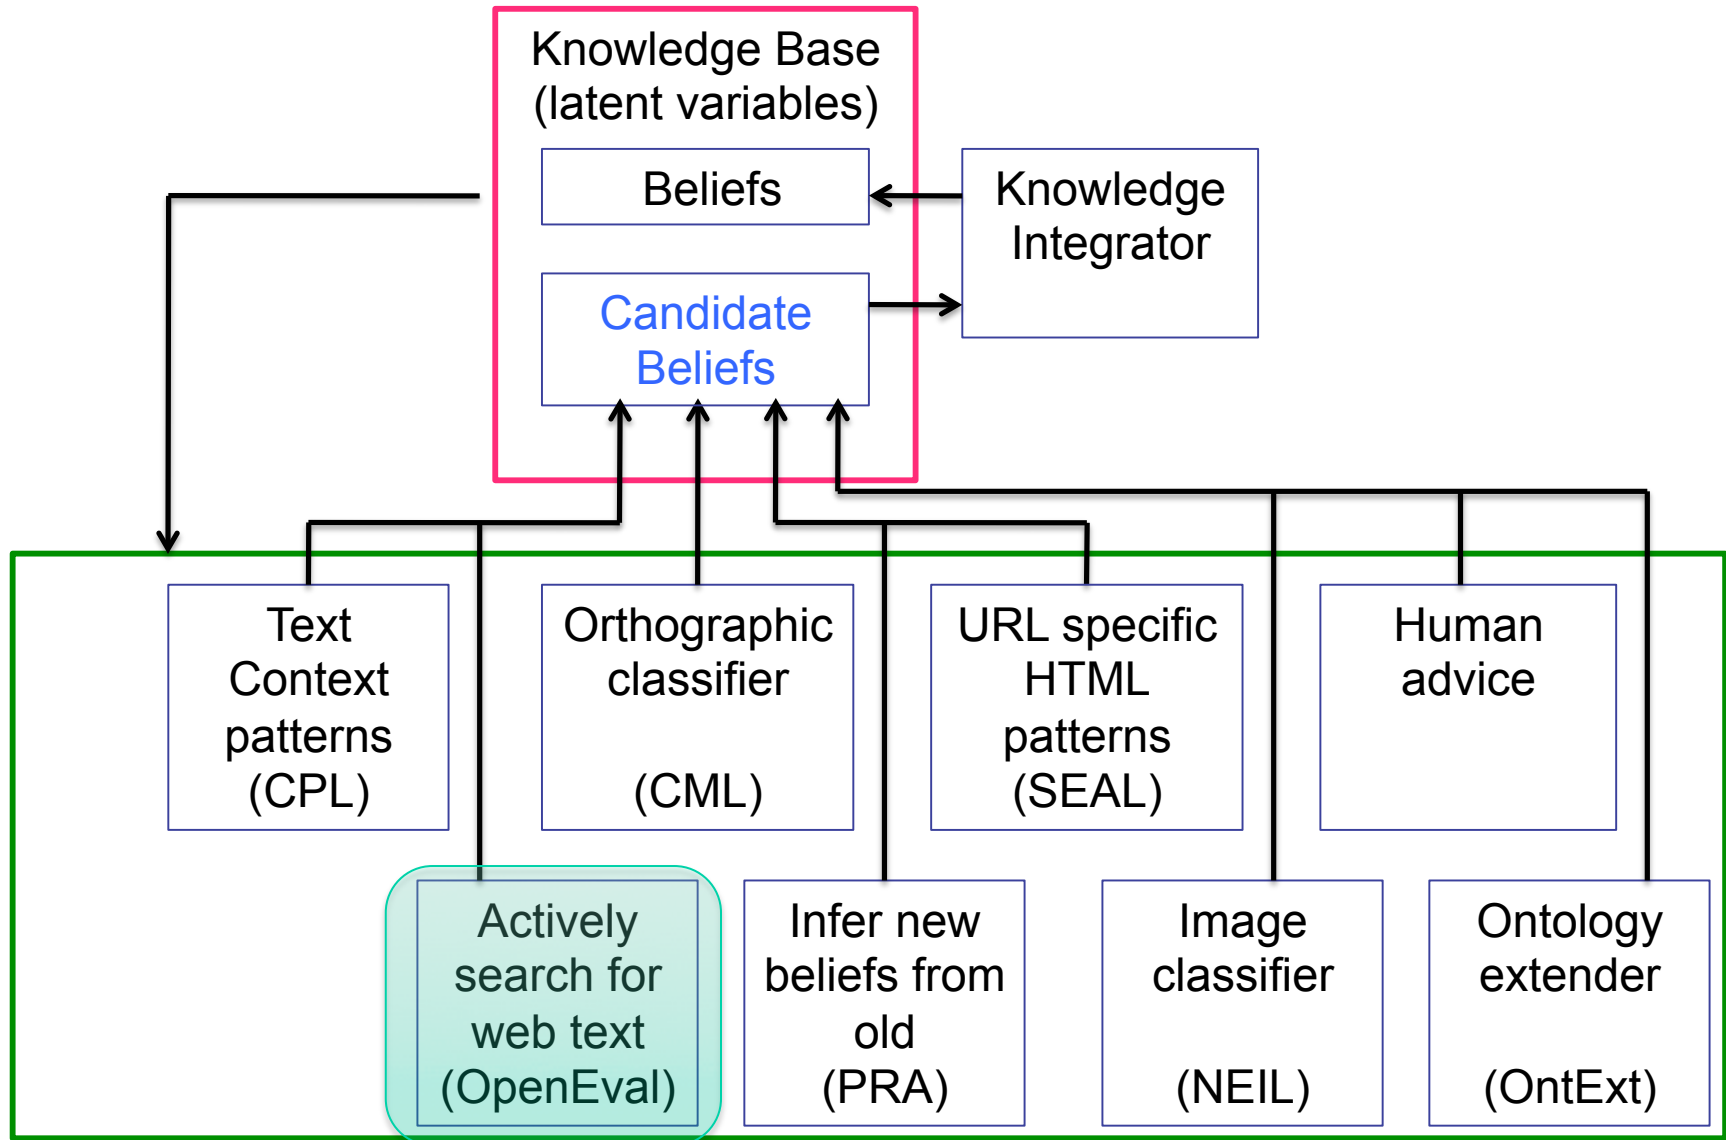 Knowledge Base
(latent variables)
Beliefs
Candidate
Beliefs
Knowledge
Integrator
Text
Context
patterns
(CPL)
Orthographic
classifier
(CML)
URL specific
HTML
patterns
(SEAL)
Human
advice
Actively
search for
web text
(OpenEval)
Infer new
beliefs from
old
(PRA)
Image
classifier
(NEIL)
Ontology
extender
(OntExt)